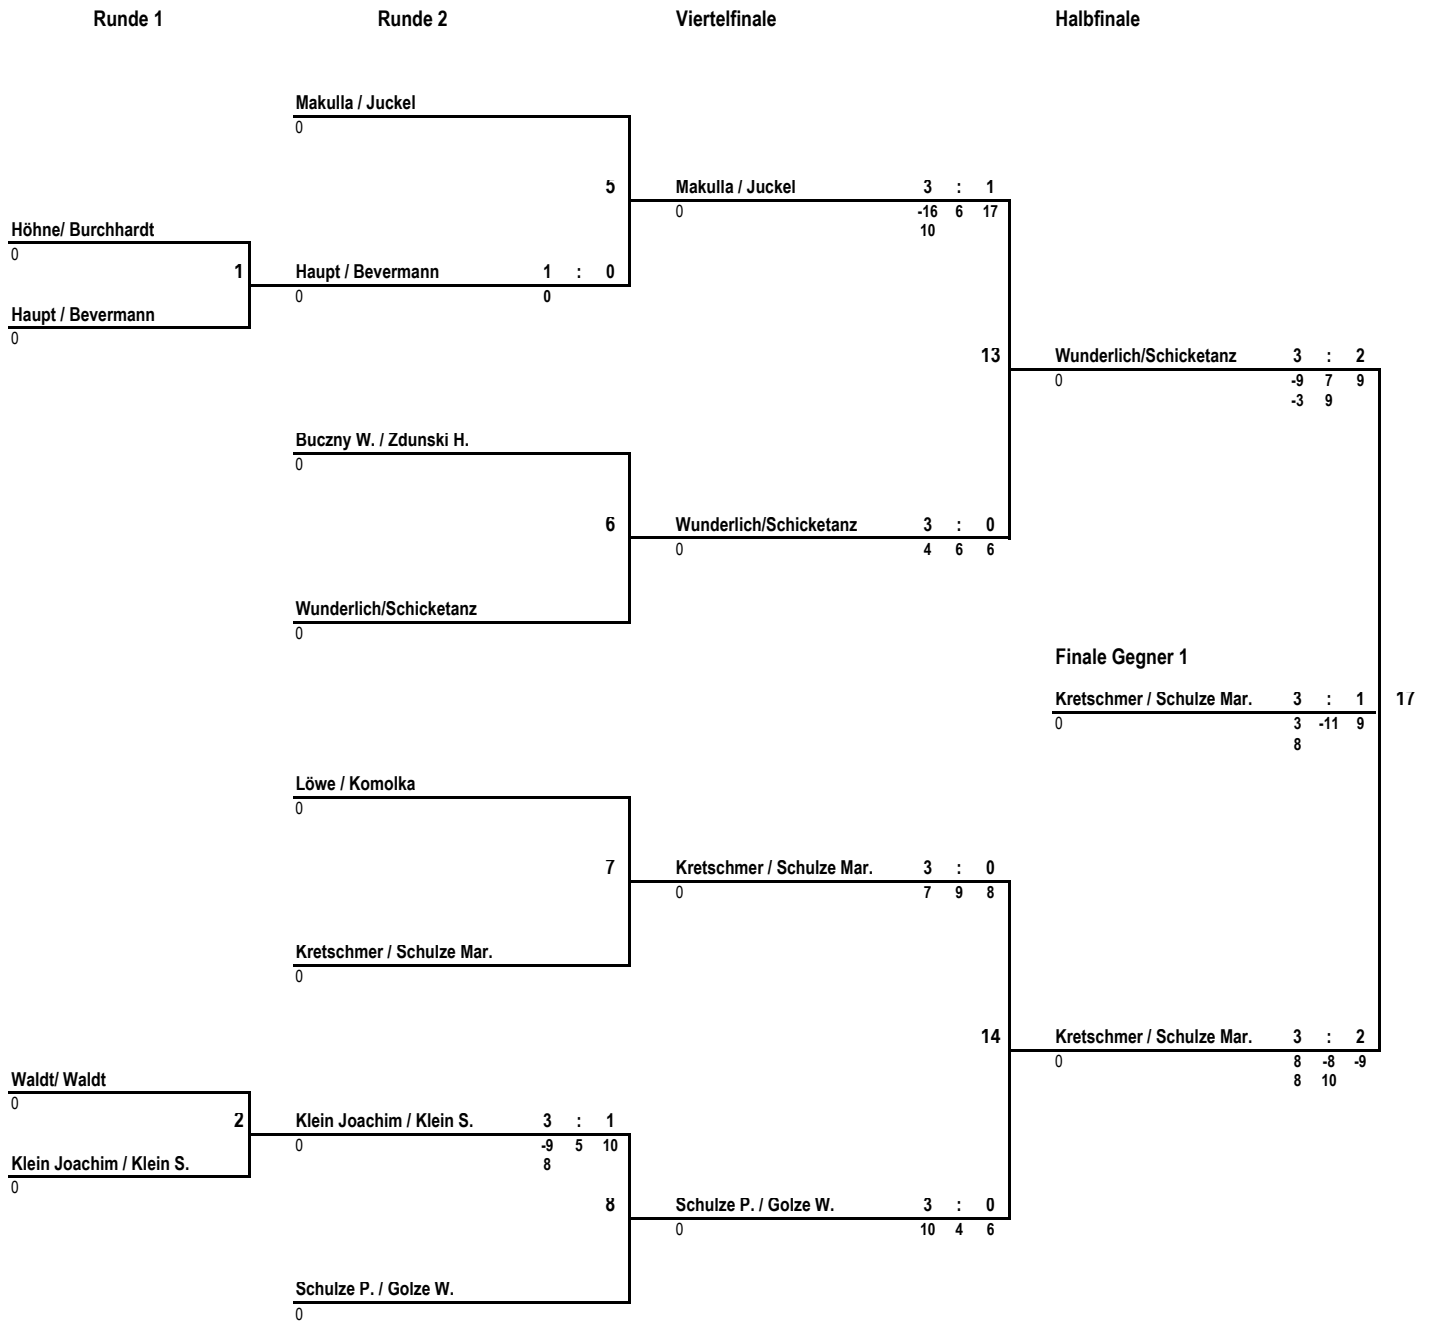 Runde 1 Runde 2 Viertelfinale Halbfinale
Makulla / Juckel
0
5 Makulla / Juckel 3 : 1
0 -16 6 17
10
Höhne/ Burchhardt
0
1 Haupt / Bevermann 1 : 0
0 0
Haupt / Bevermann
0
13 Wunderlich/Schicketanz 3 : 2
0 -9 7 9
-3 9
Buczny W. / Zdunski H.
0
6 Wunderlich/Schicketanz 3 : 0
0 4 6 6
Wunderlich/Schicketanz
0
Finale Gegner 1
Kretschmer / Schulze Mar. 3 : 1 17
0 3 -11 9
8
Löwe / Komolka
0
7 Kretschmer / Schulze Mar. 3 : 0
0 7 9 8
Kretschmer / Schulze Mar.
0
14 Kretschmer / Schulze Mar. 3 : 2
0 8 -8 -9
8 10
Waldt/ Waldt
0
2 Klein Joachim / Klein S. 3 : 1
0 -9 5 10
8
Klein Joachim / Klein S.
0
8 Schulze P. / Golze W. 3 : 0
0 10 4 6
Schulze P. / Golze W.
0